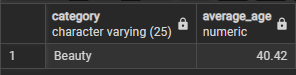 category average_age
character varying (25) numeric
1 Beauty 40.42